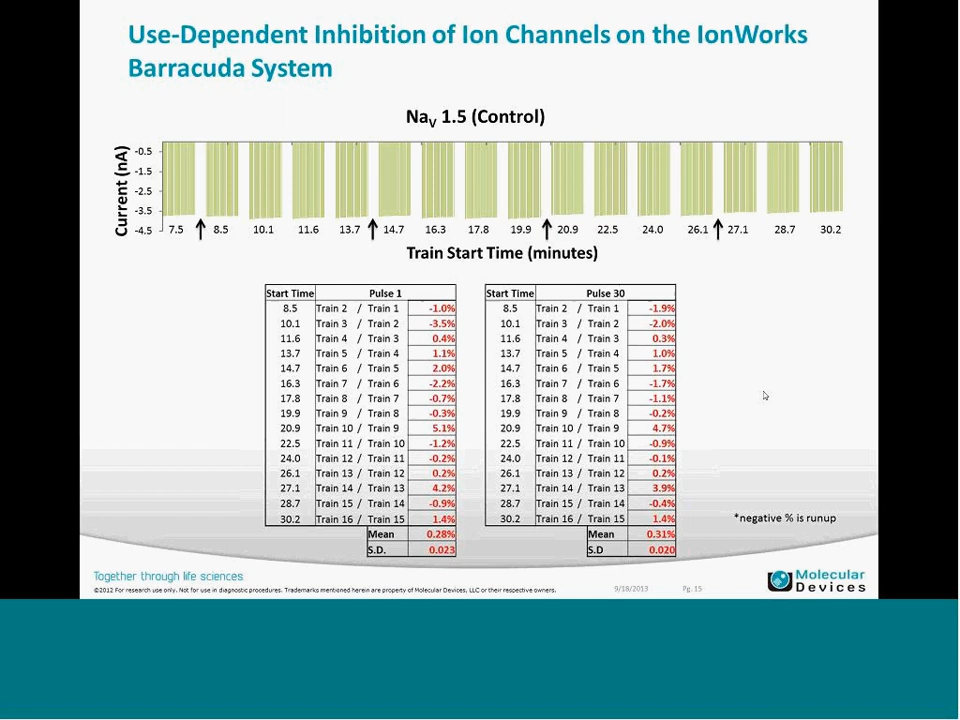 Use-Dependent Inhibition of Ion Channels on the IonWorks
Barracuda System
NaV 1.5 (Control)
Current (nA)
-0.5
-1.5
-2.5
-3.5
-4.5
7.5 8.5 10.1 11.6 13.7 14.7 16.3 17.8 19.9 20.9 22.5 24.0 26.1 27.1 28.7 30.2
Train Start Time (minutes)
Start Time Pulse 1
8.5 Train 2 / Train 1 -1.0%
10.1 Train 3 / Train 2 -3.5%
11.6 Train 4 / Train 3 0.4%
13.7 Train 5 / Train 4 1.1%
14.7 Train 6 / Train 5 2.0%
16.3 Train 7 / Train 6 -2.2%
17.8 Train 8 / Train 7 -0.7%
19.9 Train 9 / Train 8 -0.3%
20.9 Train 10 / Train 9 5.1%
22.5 Train 11 / Train 10 -1.2%
24.0 Train 12 / Train 11 -0.2%
26.1 Train 13 / Train 12 0.2%
27.1 Train 14 / Train 13 4.2%
28.7 Train 15 / Train 14 -0.9%
30.2 Train 16 / Train 15 1.4%
Mean 0.28%
S.D. 0.023
Start Time Pulse 30
8.5 Train 2 / Train 1 -1.9%
10.1 Train 3 / Train 2 -2.0%
11.6 Train 4 / Train 3 0.3%
13.7 Train 5 / Train 4 1.0%
14.7 Train 6 / Train 5 1.7%
16.3 Train 7 / Train 6 -1.7%
17.8 Train 8 / Train 7 -1.1%
19.9 Train 9 / Train 8 -0.2%
20.9 Train 10 / Train 9 4.7%
22.5 Train 11 / Train 10 -0.9%
24.0 Train 12 / Train 11 -0.1%
26.1 Train 13 / Train 12 0.2%
27.1 Train 14 / Train 13 3.9%
28.7 Train 15 / Train 14 -0.4%
30.2 Train 16 / Train 15 1.4%
Mean 0.31%
S.D 0.020
*negative % is runup
Together through life sciences
©2012 For research use only. Not for use in diagnostic procedures. Trademarks mentioned herein are property of Molecular Devices, LLC or their respective owners.
9/18/2013 Pg. 15
Molecular
Devices